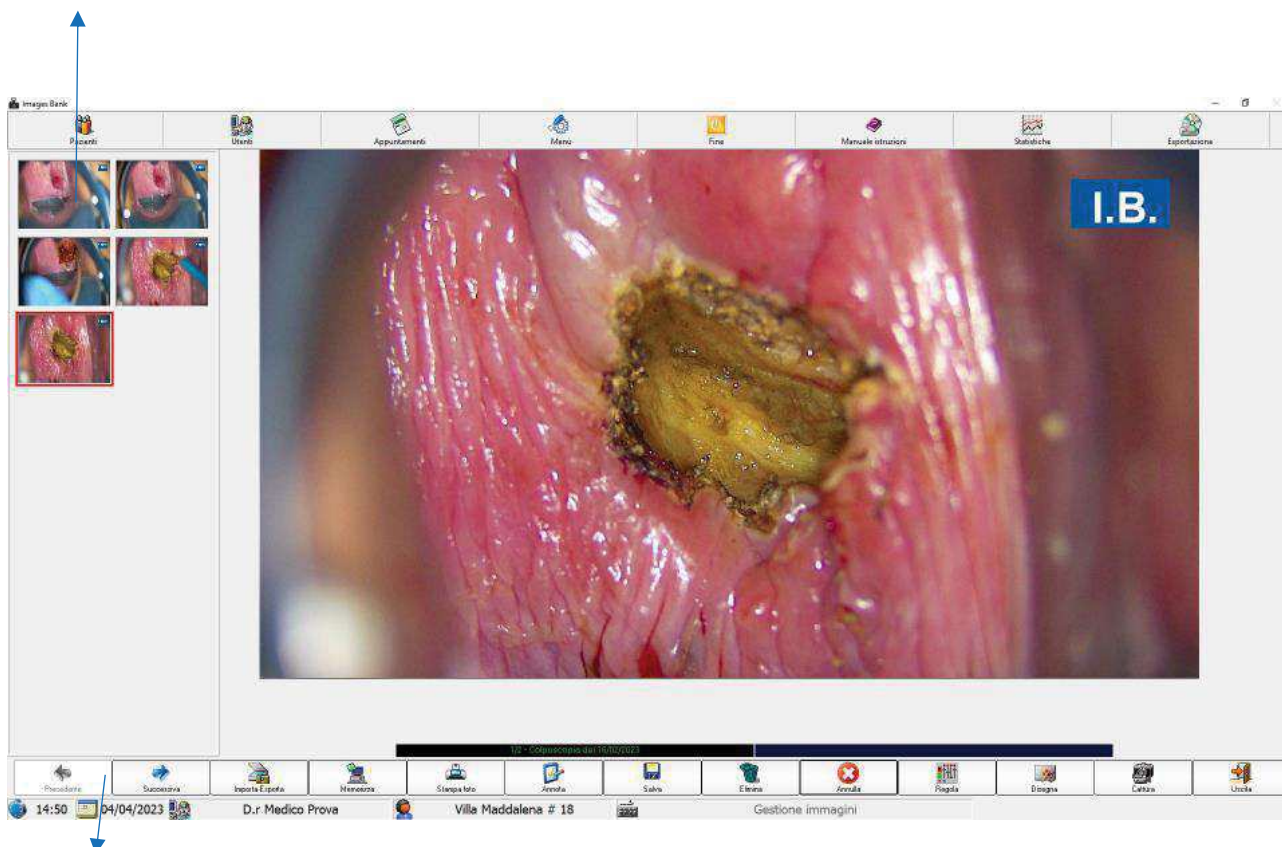 Images Bank
Pazienti Utenti Appuntamenti Menù Fine Manuale istruzioni Statistiche Esportazione
I.B.
1/2 - Colposcopia del 16/02/2023
Precedente Successiva Importa Esporta Memorizza Stampa foto Annota Salva Elimina Annulla Regola Disegna Cattura Uscita
14:50 04/04/2023 D.r Medico Prova Villa Maddalena # 18 Gestione immagini